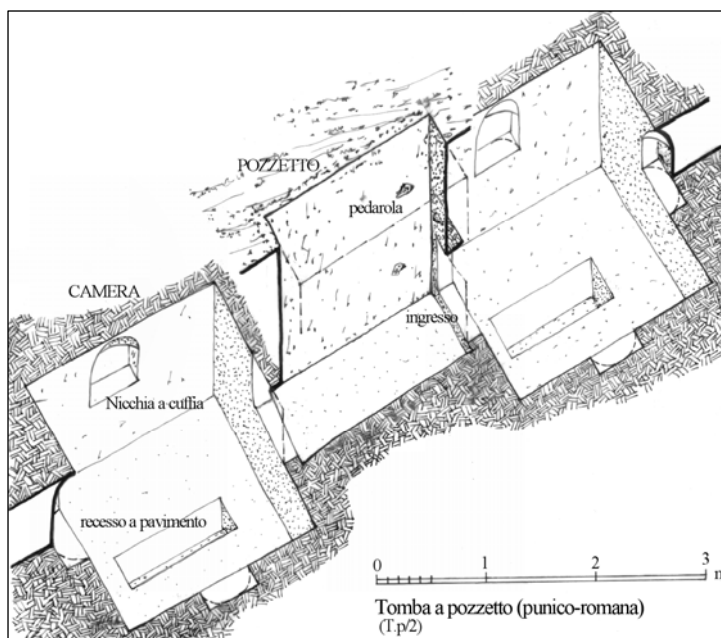 POZZETTO
pedarola
CAMERA
ingresso
Nicchia a cuffia
recesso a pavimento
0 1 2 3 m
Tomba a pozzetto (punico-romana)
(T.p/2)